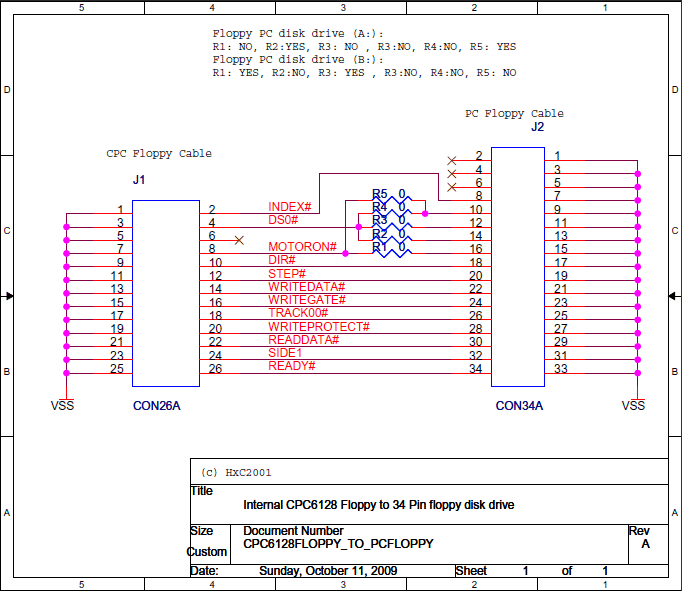 5 4 3 2 1
Floppy PC disk drive (A:):
R1: NO, R2:YES, R3: NO , R3:NO, R4:NO, R5: YES
Floppy PC disk drive (B:):
R1: YES, R2:NO, R3: YES , R3:NO, R4:NO, R5: NO
D D
PC Floppy Cable
J2
CPC Floppy Cable
J1
2 1
4 3
6 5
R5 0 8 7
1 2 INDEX# R4 0 10 9
3 4 DS0# R3 0 12 11
C C
5 6 R2 0 14 13
7 8 MOTORON# R1 0 16 15
9 10 DIR# 18 17
11 12 STEP# 20 19
13 14 WRITEDATA# 22 21
15 16 WRITEGATE# 24 23
17 18 TRACK00# 26 25
19 20 WRITEPROTECT# 28 27
21 22 READDATA# 30 29
23 24 SIDE1 32 31
25 26 READY# 34 33
B B
VSS CON26A CON34A VSS
(c) HxC2001
Title
Internal CPC6128 Floppy to 34 Pin floppy disk drive
A A
Size Document Number Rev
Custom CPC6128FLOPPY_TO_PCFLOPPY A
Date: Sunday, October 11, 2009 Sheet 1 of 1
5 4 3 2 1